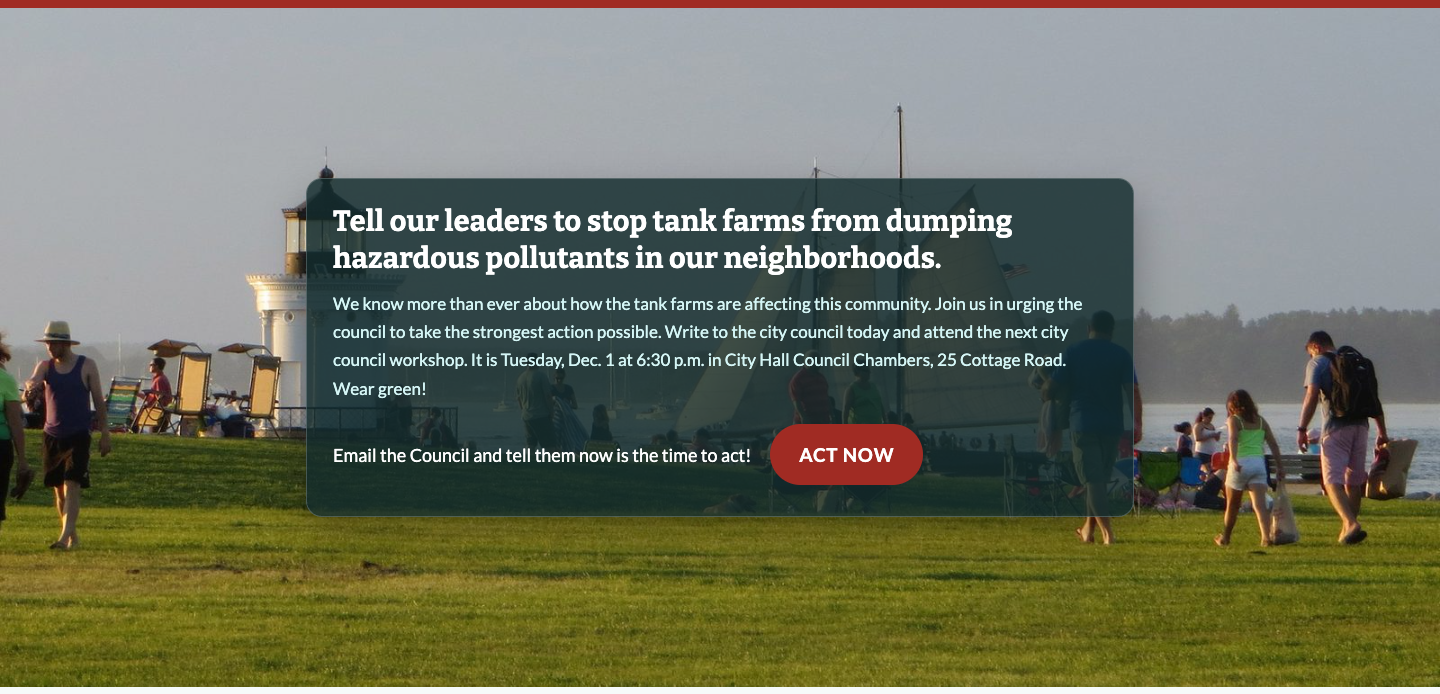 Tell our leaders to stop tank farms from dumping
hazardous pollutants in our neighborhoods.
We know more than ever about how the tank farms are affecting this community. Join us in urging the
council to take the strongest action possible. Write to the city council today and attend the next city
council workshop. It is Tuesday, Dec. 1 at 6:30 p.m. in City Hall Council Chambers, 25 Cottage Road.
Wear green!
Email the Council and tell them now is the time to act!
ACT NOW